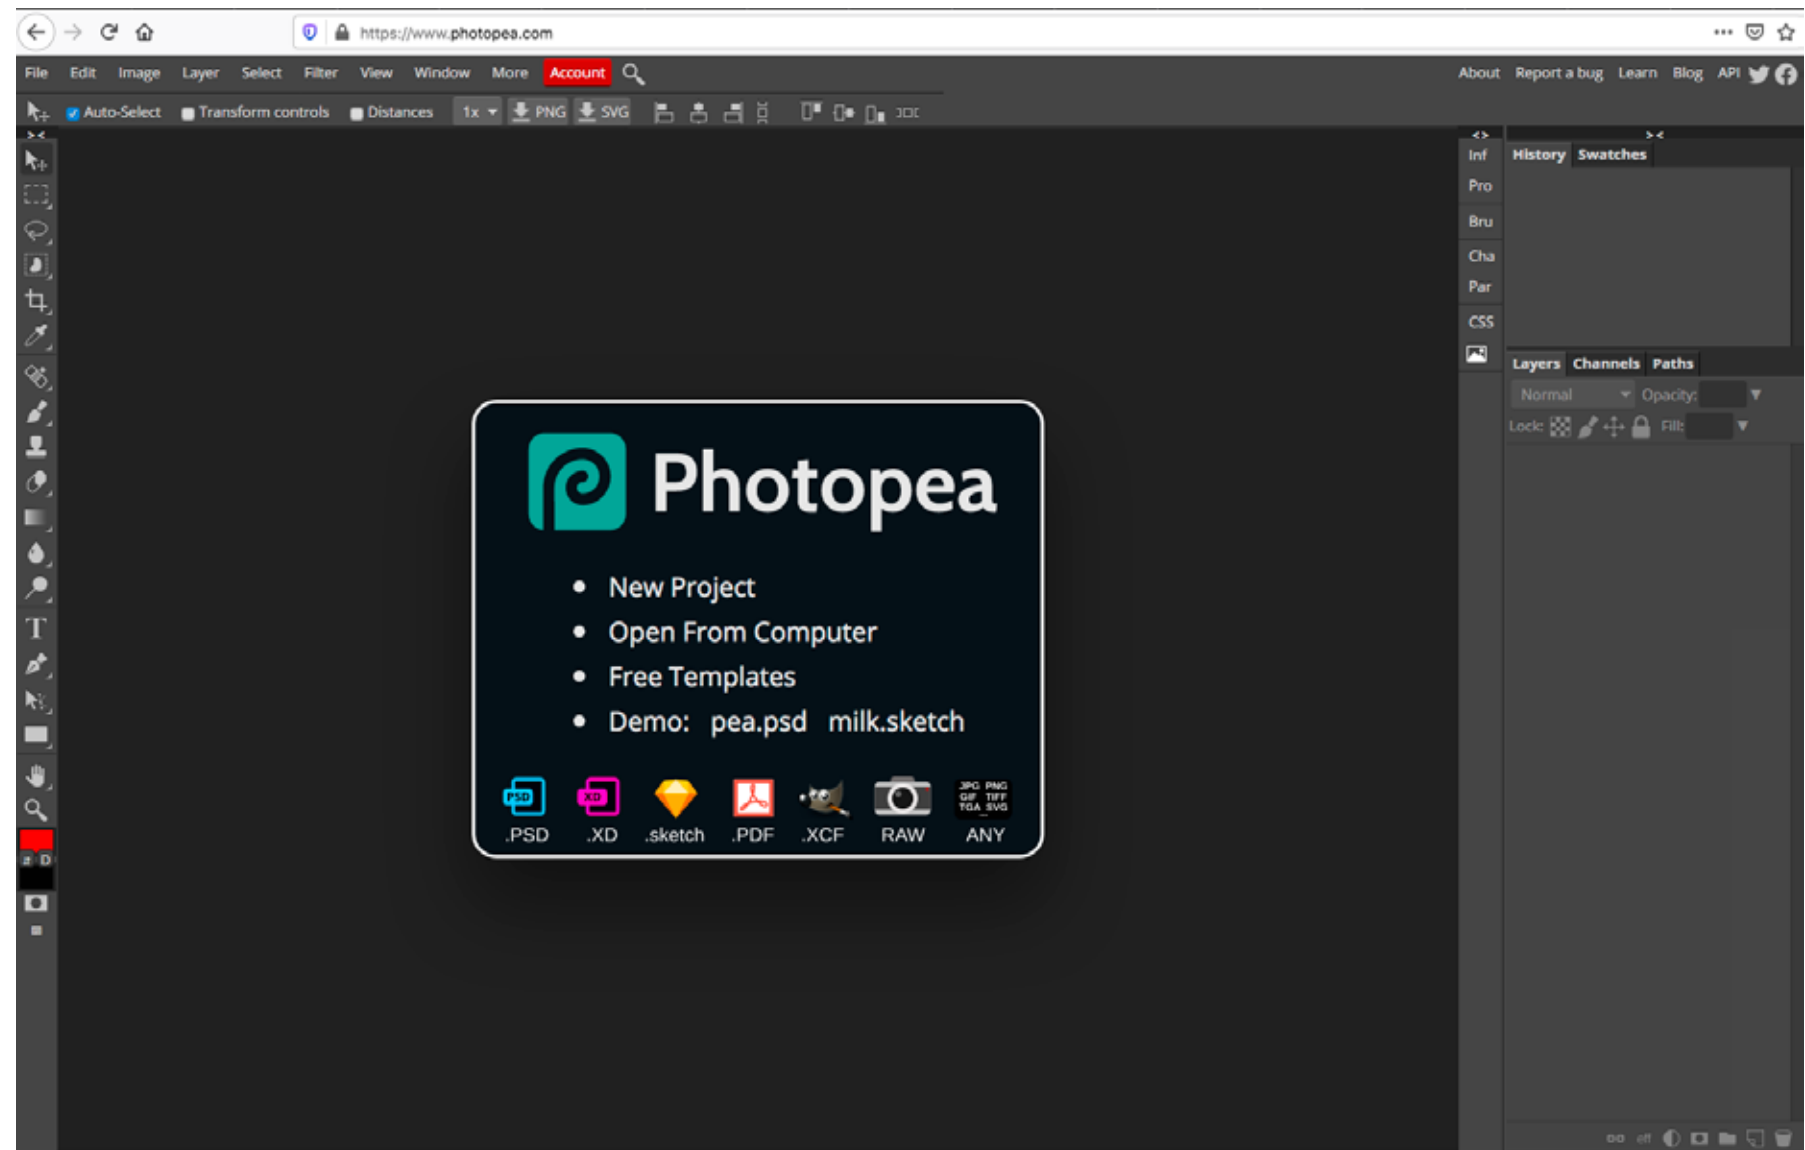 https://www.photopea.com
File Edit Image Layer Select Filter View Window More Account About Report a bug Learn Blog API
Auto-Select Transform controls Distances 1x PNG SVG
Inf
Pro
Bru
Cha
Par
CSS
History Swatches
Layers Channels Paths
Normal Opacity:
Lock: Fill:
T
D
Photopea
New Project
Open From Computer
Free Templates
Demo: pea.psd milk.sketch
PSD XD
JPG PNG
GIF TIFF
TGA SVG
.PSD .XD .sketch .PDF .XCF RAW ANY
eff